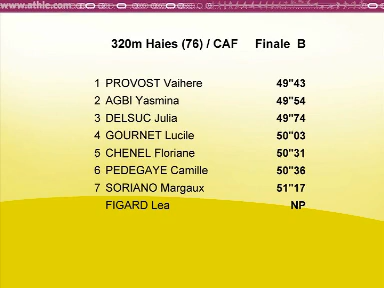 www.athle.com
320m Haies (76) / CAF Finale B
1 PROVOST Vaihere 49"43
2 AGBI Yasmina 49"54
3 DELSUC Julia 49"74
4 GOURNET Lucile 50"03
5 CHENEL Floriane 50"31
6 PEDEGAYE Camille 50"36
7 SORIANO Margaux 51"17
FIGARD Lea NP